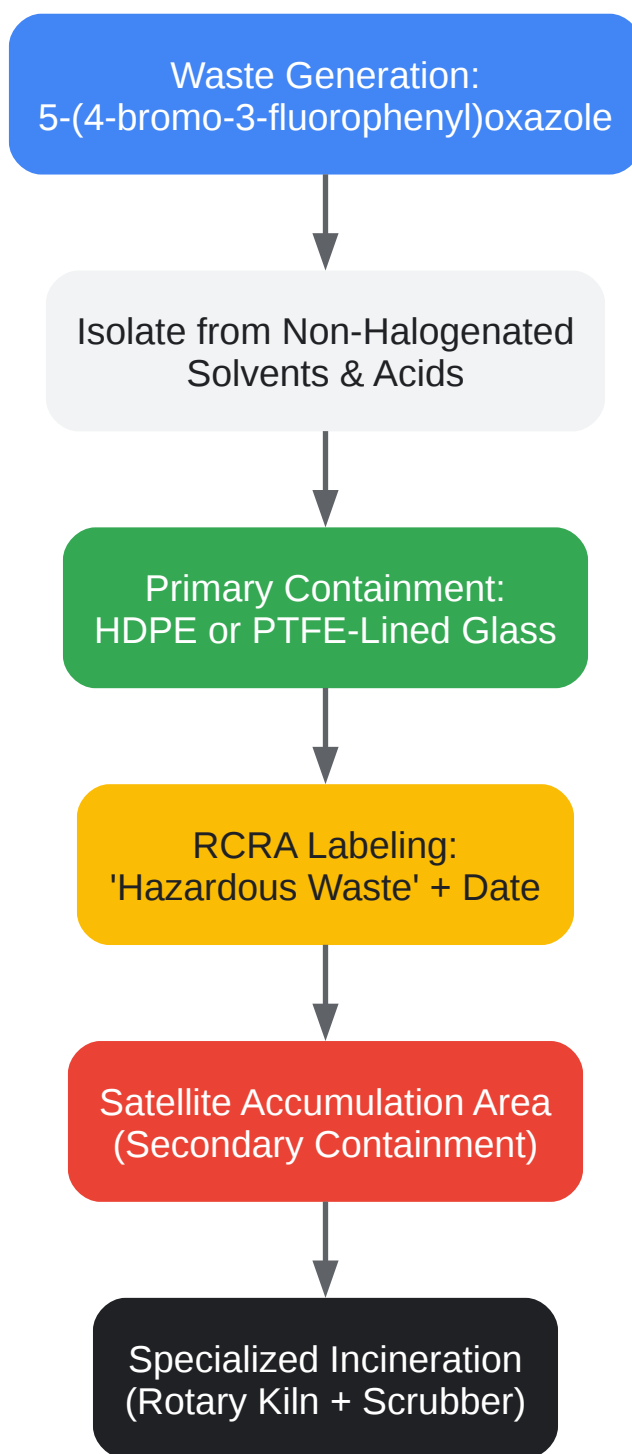 Waste Generation:
5-(4-bromo-3-fluorophenyl)oxazole
Isolate from Non-Halogenated
Solvents & Acids
Primary Containment:
HDPE or PTFE-Lined Glass
RCRA Labeling:
'Hazardous Waste' + Date
Satellite Accumulation Area
(Secondary Containment)
Specialized Incineration
(Rotary Kiln + Scrubber)